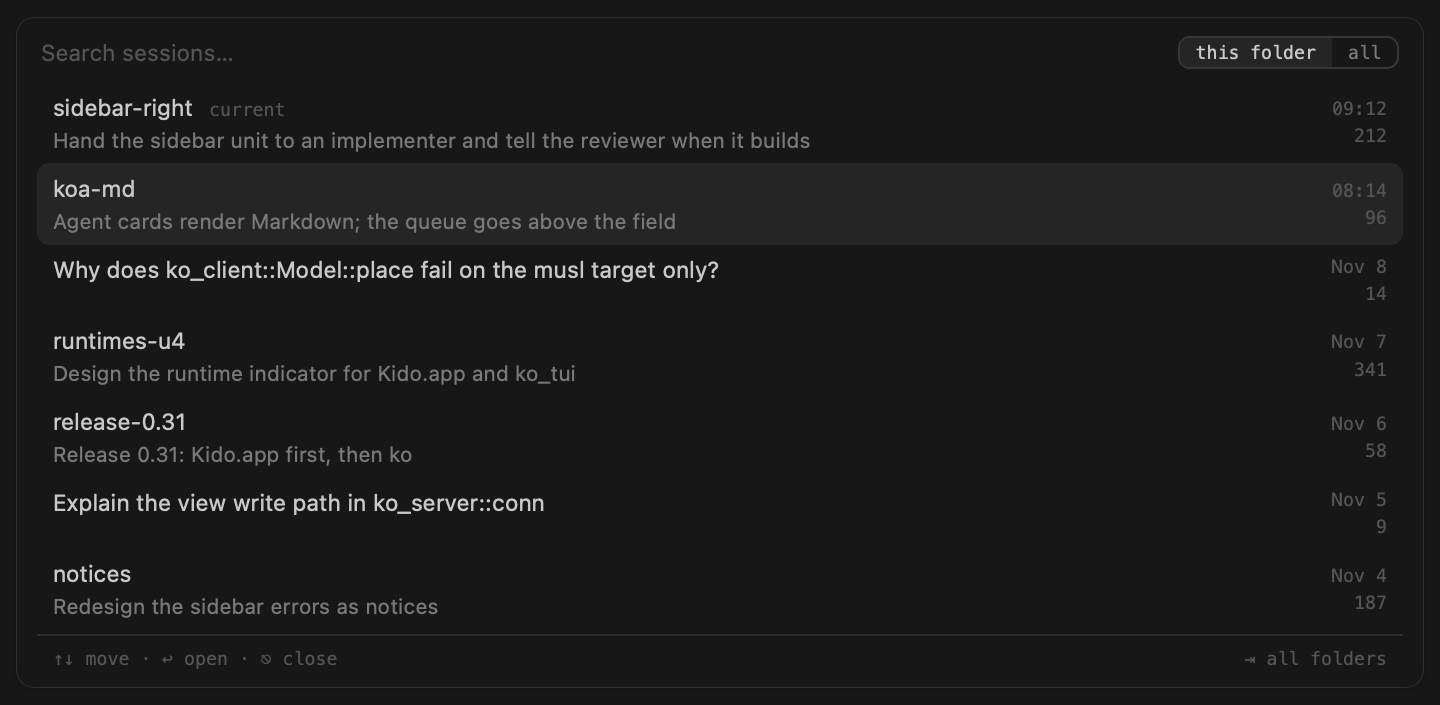 Search sessions…
this folder all
sidebar-right current 09:12
Hand the sidebar unit to an implementer and tell the reviewer when it builds 212
koa-md 08:14
Agent cards render Markdown; the queue goes above the field 96
Why does ko_client::Model::place fail on the musl target only? Nov 8
14
runtimes-u4 Nov 7
Design the runtime indicator for Kido.app and ko_tui 341
release-0.31 Nov 6
Release 0.31: Kido.app first, then ko 58
Explain the view write path in ko_server::conn Nov 5
9
notices Nov 4
Redesign the sidebar errors as notices 187
↑↓ move · ↩ open · ⎋ close ⇥ all folders